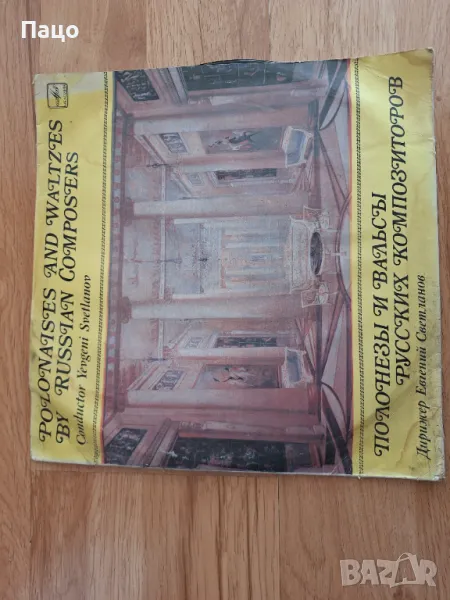 Пацо
POLONAISES AND WALTZES
BY RUSSIAN COMPOSERS
Conductor Yevgeni Svetlanov
ПОЛОНЕЗЫ И ВАЛЬСЫ
РУССКИХ КОМПОЗИТОРОВ
Дирижер Евгений Светланов
bazar